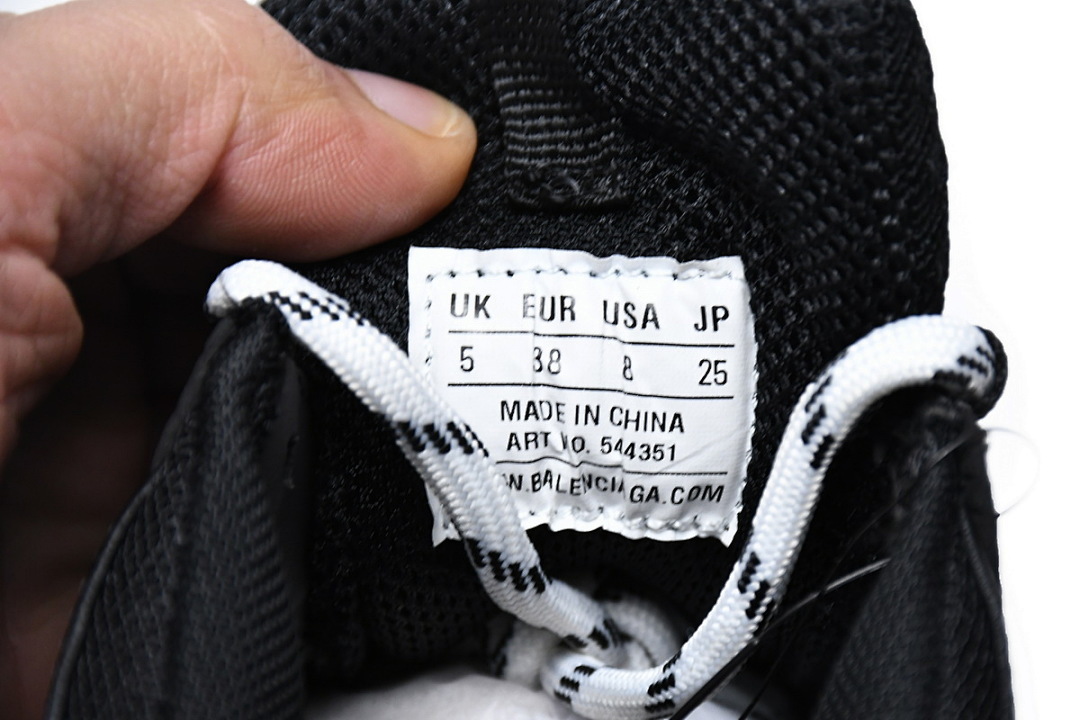 UK EUR USA JP
5 38 8 25
MADE IN CHINA
ART NO. 544351
W.BALENCIAGA.COM